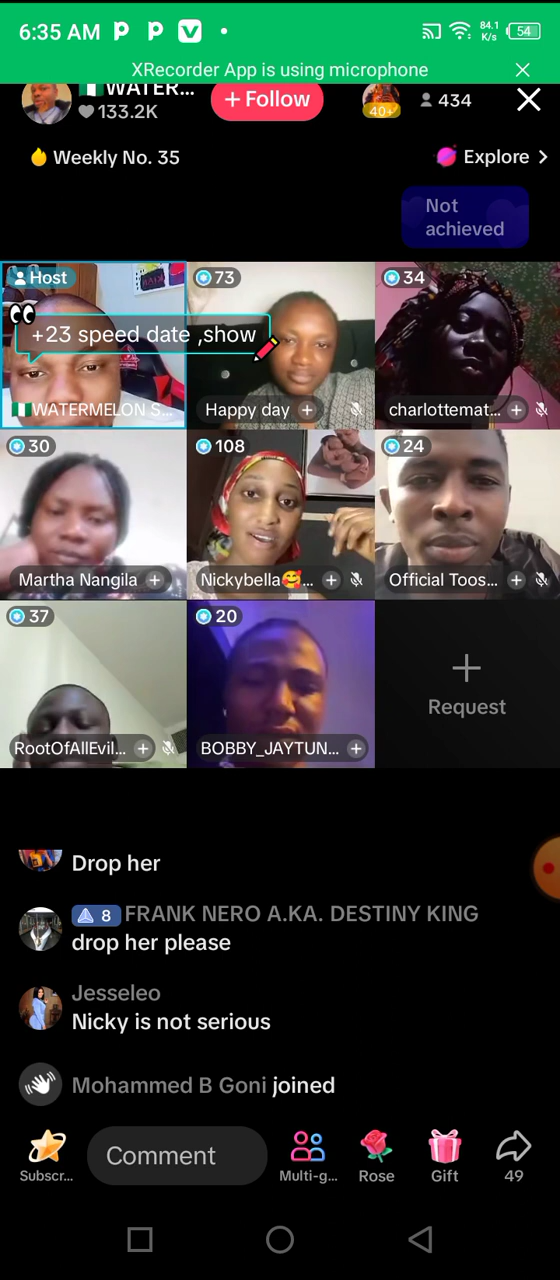 6:35 AM
84.1
K/s
54
XRecorder App is using microphone
WATER...
133.2K
+ Follow
40+
434
Weekly No. 35
Explore >
Not
achieved
Host
+23 speed date ,show
WATERMELON S...
73
Happy day
34
charlottemat...
30
Martha Nangila
108
Nickybella🥰...
24
Official Toos...
37
RootOfAllEvil...
20
BOBBY_JAYTUN...
Request
Drop her
8 FRANK NERO A.K.A. DESTINY KING
drop her please
Jesseleo
Nicky is not serious
Mohammed B Goni joined
Comment
Subscr...
Multi-g...
Rose
Gift
49